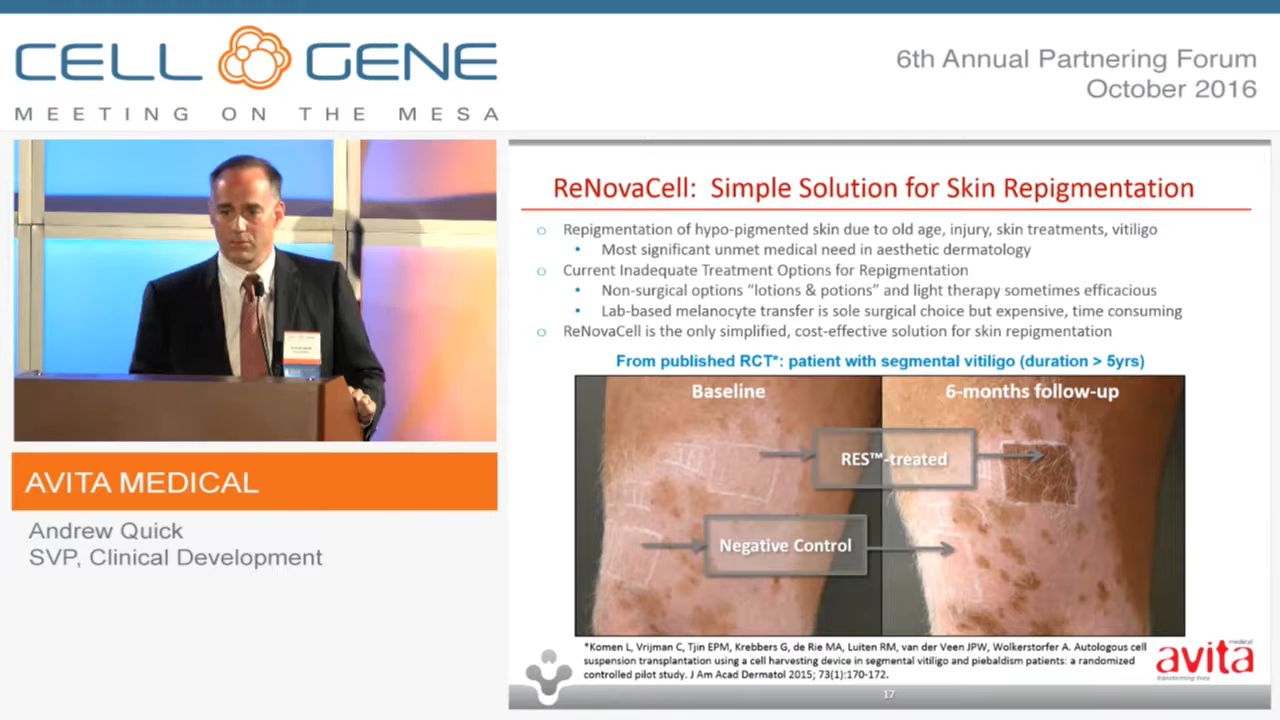 CELL GENE
MEETING ON THE MESA
6th Annual Partnering Forum
October 2016
AVITA MEDICAL
Andrew Quick
SVP, Clinical Development
ReNovaCell: Simple Solution for Skin Repigmentation
o Repigmentation of hypo-pigmented skin due to old age, injury, skin treatments, vitiligo
• Most significant unmet medical need in aesthetic dermatology
o Current Inadequate Treatment Options for Repigmentation
• Non-surgical options “lotions & potions” and light therapy sometimes efficacious
• Lab-based melanocyte transfer is sole surgical choice but expensive, time consuming
o ReNovaCell is the only simplified, cost-effective solution for skin repigmentation
From published RCT*: patient with segmental vitiligo (duration > 5yrs)
Baseline
6-months follow-up
RES™-treated
Negative Control
*Komen L, Vrijman C, Tjin EPM, Krebbers G, de Rie MA, Luiten RM, van der Veen JPW, Wolkerstorfer A. Autologous cell
suspension transplantation using a cell harvesting device in segmental vitiligo and piebaldism patients: a randomized
controlled pilot study. J Am Acad Dermatol 2015; 73(1):170-172.
avita
medical
transforming lives
17